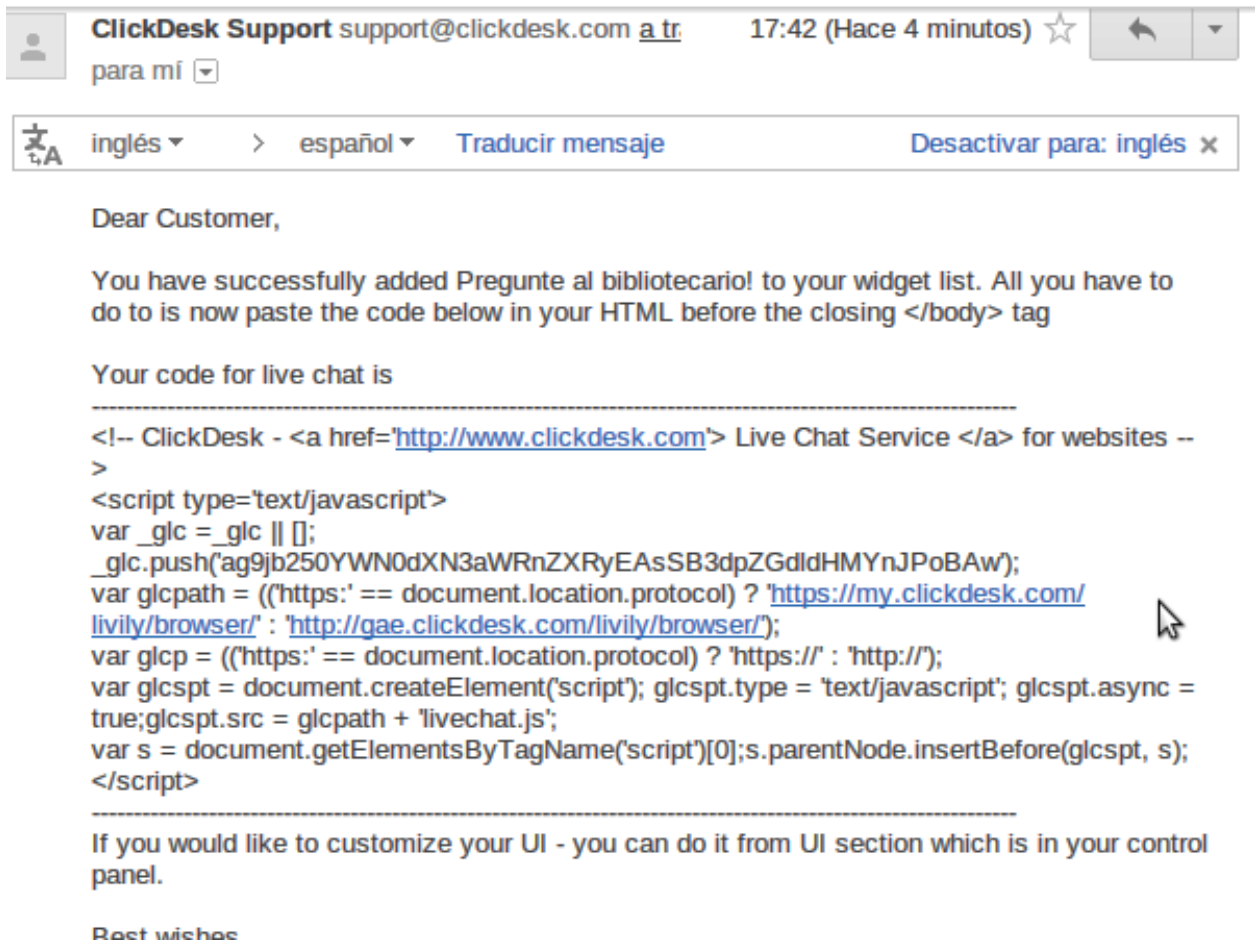 ClickDesk Support support@clickdesk.com a tr 17:42 (Hace 4 minutos)
para mí
inglés > español Traducir mensaje Desactivar para: inglés ×
Dear Customer,
You have successfully added Pregunte al bibliotecario! to your widget list. All you have to
do to is now paste the code below in your HTML before the closing </body> tag
Your code for live chat is
--------------------------------------------------------------------------------------------------------------
<!-- ClickDesk - <a href='http://www.clickdesk.com'> Live Chat Service </a> for websites --
>
<script type='text/javascript'>
var _glc =_glc || [];
_glc.push('ag9jb250YWN0dXN3aWRnZXRyEAsSB3dpZGdldHMYnJPoBAw');
var glcpath = (('https:' == document.location.protocol) ? 'https://my.clickdesk.com/
livily/browser/' : 'http://gae.clickdesk.com/livily/browser/');
var glcp = (('https:' == document.location.protocol) ? 'https://' : 'http://');
var glcspt = document.createElement('script'); glcspt.type = 'text/javascript'; glcspt.async =
true;glcspt.src = glcpath + 'livechat.js';
var s = document.getElementsByTagName('script')[0];s.parentNode.insertBefore(glcspt, s);
</script>
--------------------------------------------------------------------------------------------------------------
If you would like to customize your UI - you can do it from UI section which is in your control
panel.
Best wishes